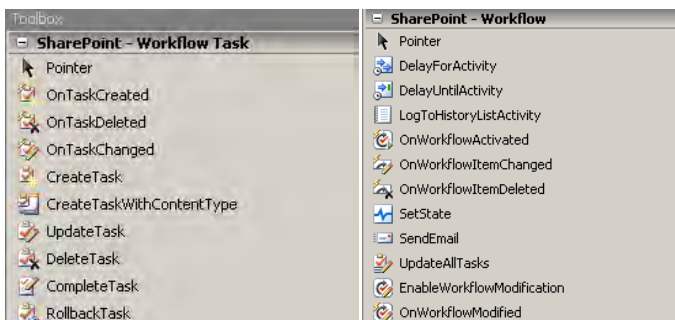 Toolbox
SharePoint - Workflow Task
Pointer
OnTaskCreated
OnTaskDeleted
OnTaskChanged
CreateTask
CreateTaskWithContentType
UpdateTask
DeleteTask
CompleteTask
RollbackTask
SharePoint - Workflow
Pointer
DelayForActivity
DelayUntilActivity
LogToHistoryListActivity
OnWorkflowActivated
OnWorkflowItemChanged
OnWorkflowItemDeleted
SetState
SendEmail
UpdateAllTasks
EnableWorkflowModification
OnWorkflowModified